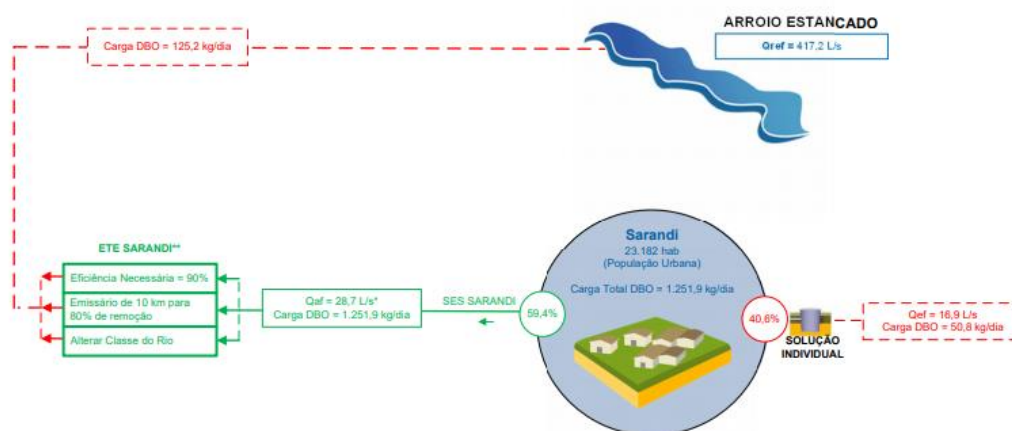 ARROIO ESTANCADO
Qref = 417,2 L/s
Carga DBO = 125,2 kg/dia
ETE SARANDI**
Eficiência Necessária = 90%
Emissário de 10 km para
80% de remoção
Alterar Classe do Rio
Qaf = 28,7 L/s*
Carga DBO = 1.251,9 kg/dia
SES SARANDI
59,4%
Sarandi
23.182 hab
(População Urbana)
Carga Total DBO = 1.251,9 kg/dia
40,6%
SOLUÇÃO
INDIVIDUAL
Qef = 16,9 L/s
Carga DBO = 50,8 kg/dia